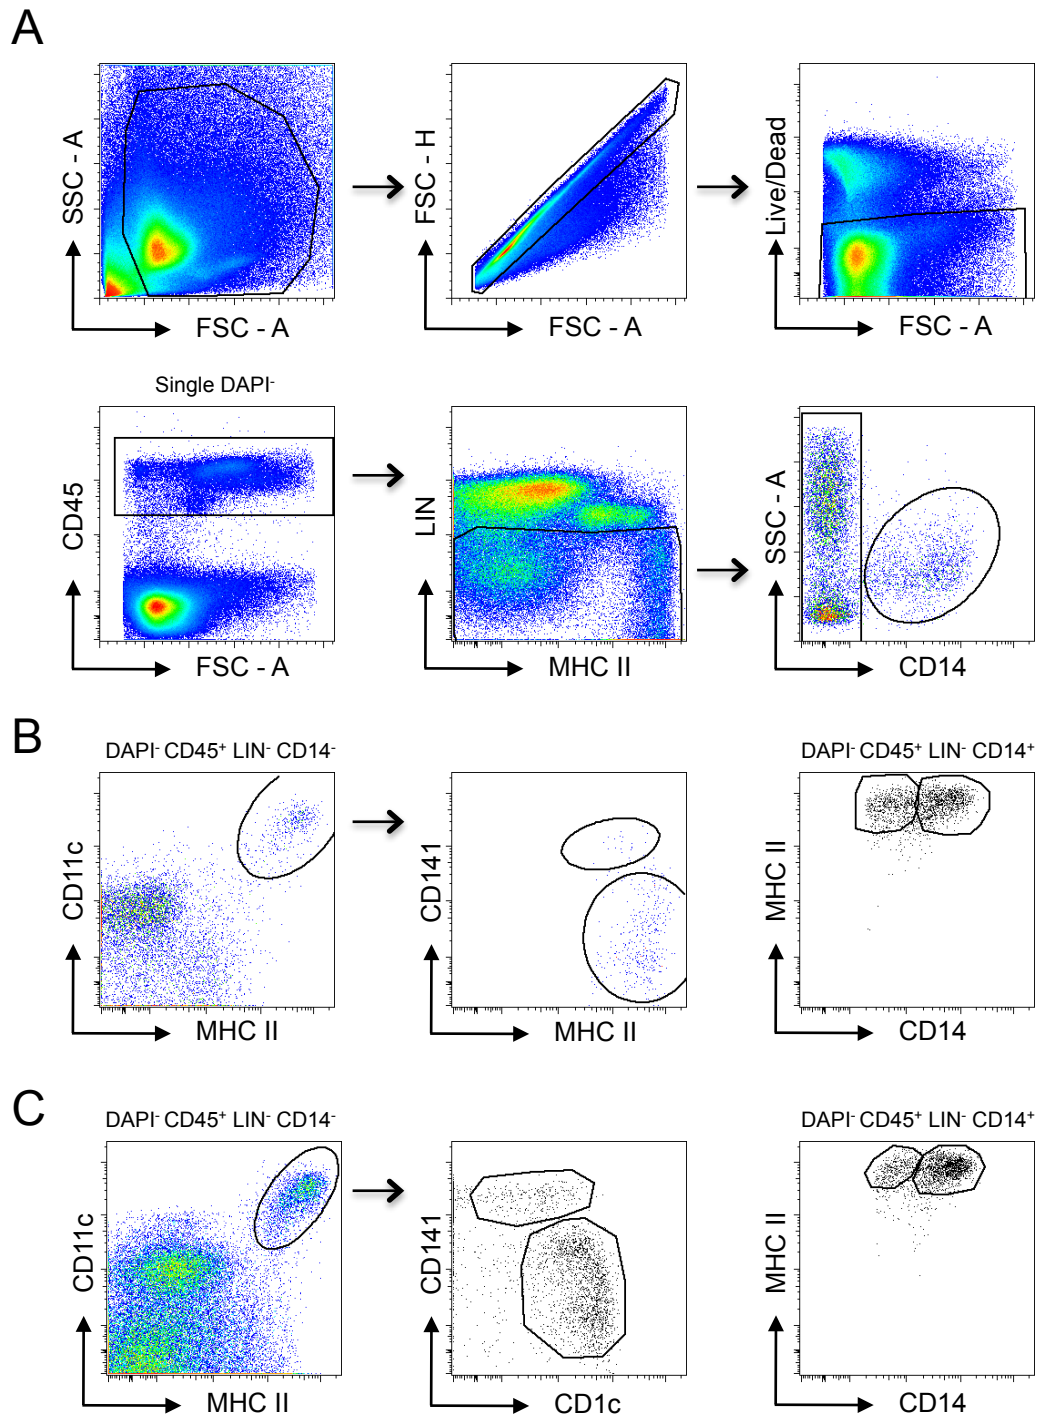 A
SSC - A
FSC - A
FSC - H
FSC - A
Live/Dead
FSC - A
Single DAPI⁻
CD45
FSC - A
LIN
MHC II
SSC - A
CD14
B
DAPI⁻ CD45⁺ LIN⁻ CD14⁻
CD11c
MHC II
CD141
MHC II
DAPI⁻ CD45⁺ LIN⁻ CD14⁺
MHC II
CD14
C
DAPI⁻ CD45⁺ LIN⁻ CD14⁻
CD11c
MHC II
CD141
CD1c
DAPI⁻ CD45⁺ LIN⁻ CD14⁺
MHC II
CD14